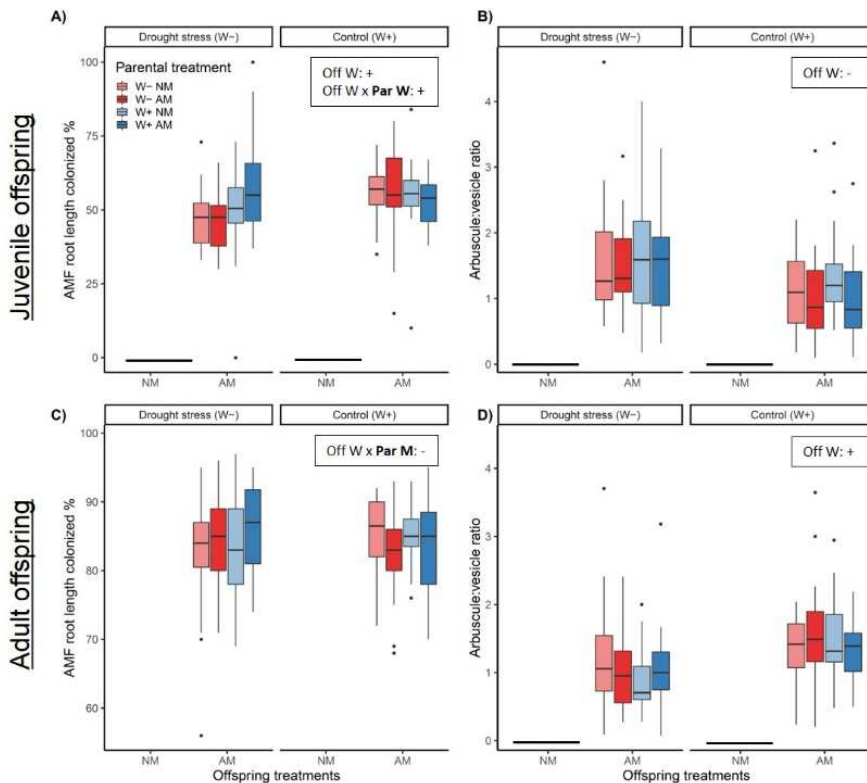 Juvenile offspring
A)
Drought stress (W−)
Control (W+)
AMF root length colonized %
100
75
50
25
0
Parental treatment
W− NM
W− AM
W+ NM
W+ AM
Off W: +
Off W x Par W: +
NM
AM
NM
AM
B)
Drought stress (W−)
Control (W+)
Arbuscule:vesicle ratio
4
3
2
1
0
Off W: -
NM
AM
NM
AM
Adult offspring
C)
Drought stress (W−)
Control (W+)
AMF root length colonized %
100
90
80
70
60
Off W x Par M: -
NM
AM
NM
AM
D)
Drought stress (W−)
Control (W+)
Arbuscule:vesicle ratio
4
3
2
1
0
Off W: +
NM
AM
NM
AM
Offspring treatments